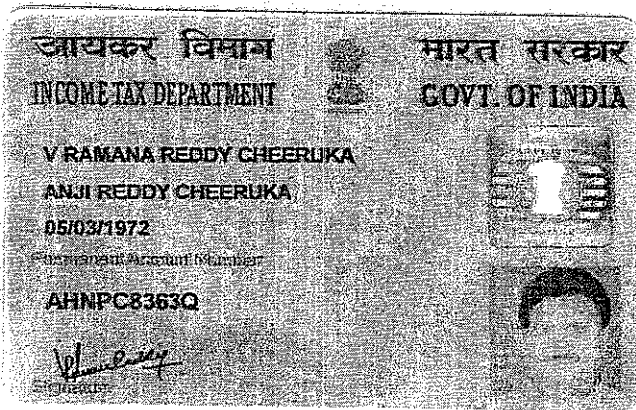 आयकर विभाग
भारत सरकार
INCOME TAX DEPARTMENT
GOVT. OF INDIA
V RAMANA REDDY CHEERUKA
ANJI REDDY CHEERUKA
05/03/1972
Permanent Account Number
AHNPC8363Q
Signature